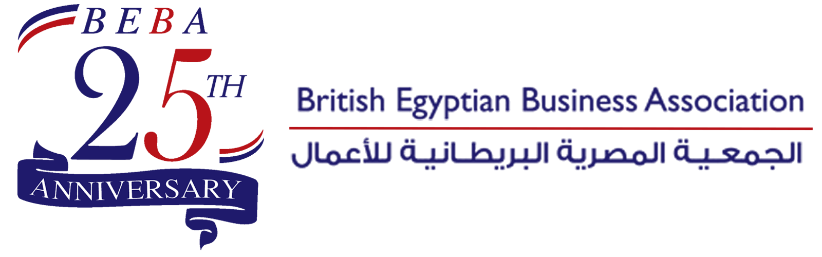 BEBA
25TH
ANNIVERSARY
British Egyptian Business Association
الجمعية المصرية البريطانية للأعمال